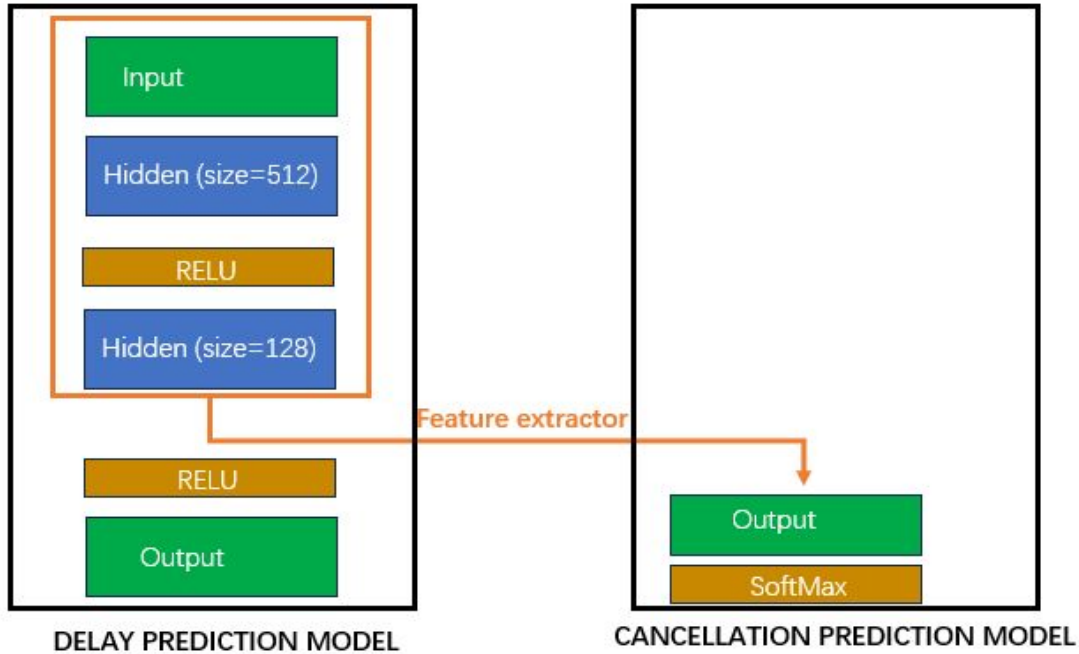 Input
Hidden (size=512)
RELU
Hidden (size=128)
Feature extractor
RELU
Output
Output
SoftMax
DELAY PREDICTION MODEL
CANCELLATION PREDICTION MODEL